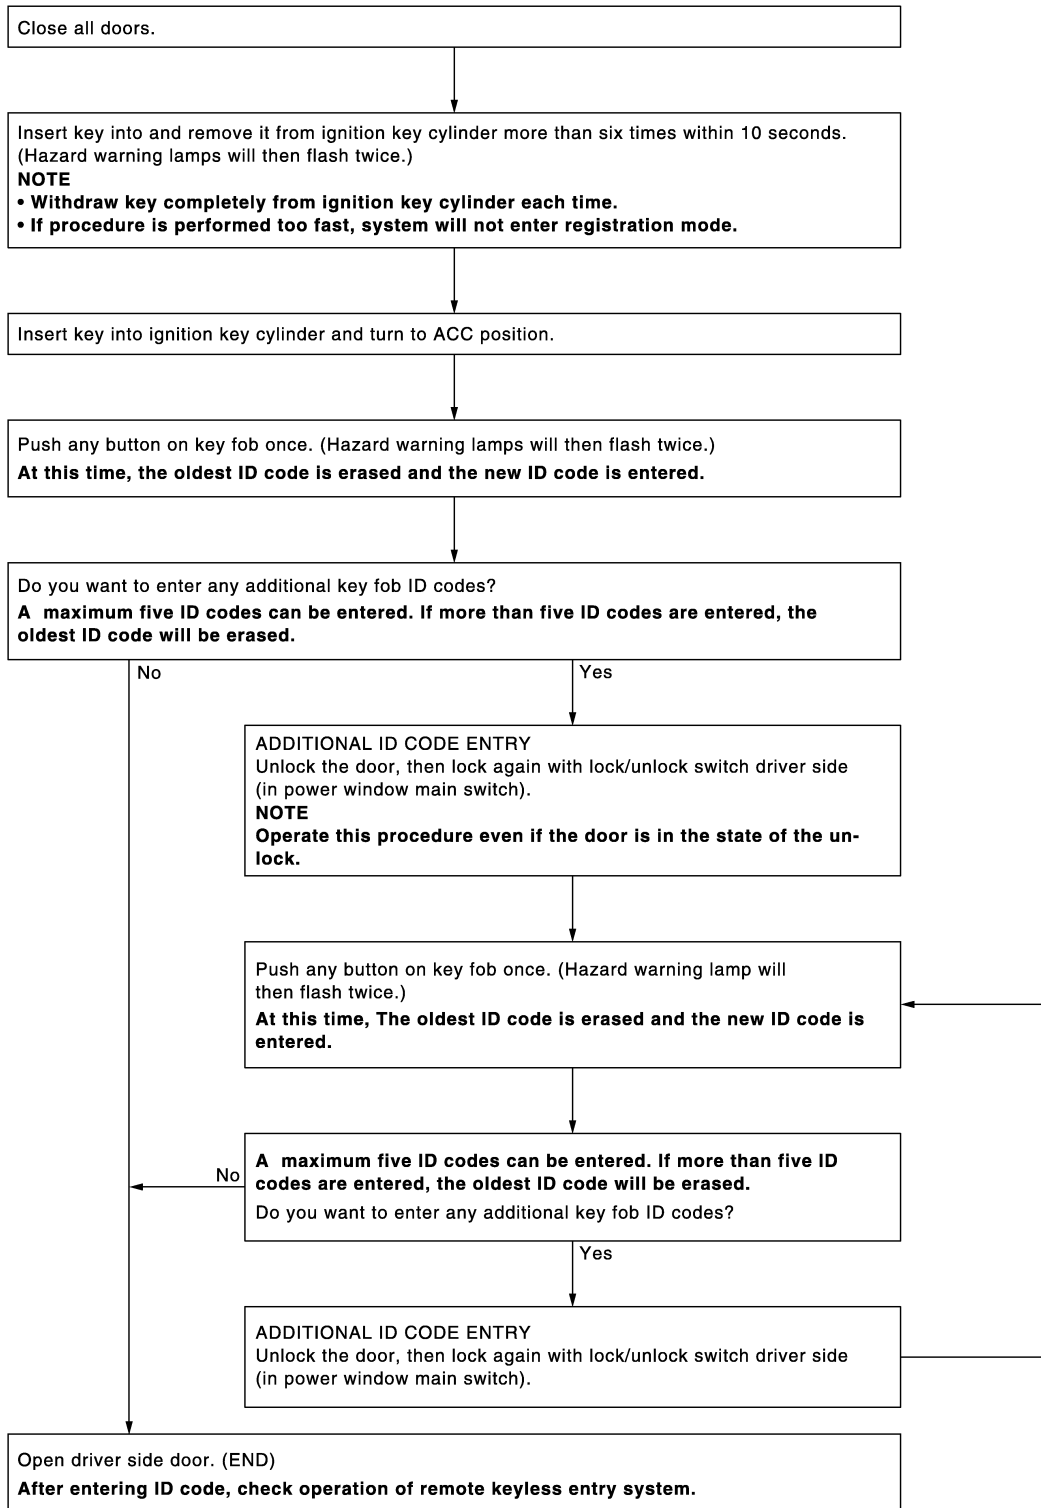 Close all doors.
Insert key into and remove it from ignition key cylinder more than six times within 10 seconds.
(Hazard warning lamps will then flash twice.)
NOTE
• Withdraw key completely from ignition key cylinder each time.
• If procedure is performed too fast, system will not enter registration mode.
Insert key into ignition key cylinder and turn to ACC position.
Push any button on key fob once. (Hazard warning lamps will then flash twice.)
At this time, the oldest ID code is erased and the new ID code is entered.
Do you want to enter any additional key fob ID codes?
A maximum five ID codes can be entered. If more than five ID codes are entered, the
oldest ID code will be erased.
No
Yes
ADDITIONAL ID CODE ENTRY
Unlock the door, then lock again with lock/unlock switch driver side
(in power window main switch).
NOTE
Operate this procedure even if the door is in the state of the un-
lock.
Push any button on key fob once. (Hazard warning lamp will
then flash twice.)
At this time, The oldest ID code is erased and the new ID code is
entered.
No
A maximum five ID codes can be entered. If more than five ID
codes are entered, the oldest ID code will be erased.
Do you want to enter any additional key fob ID codes?
Yes
ADDITIONAL ID CODE ENTRY
Unlock the door, then lock again with lock/unlock switch driver side
(in power window main switch).
Open driver side door. (END)
After entering ID code, check operation of remote keyless entry system.